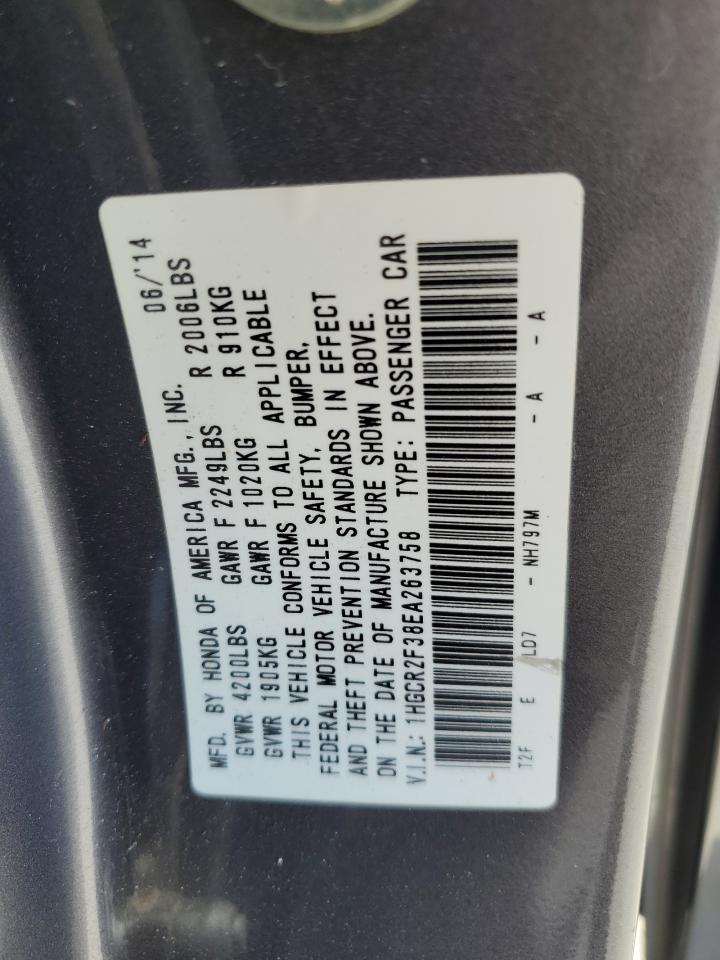 MFD. BY HONDA OF AMERICA MFG., INC. 06/'14
GVWR 4200LBS GAWR F 2249LBS R 2006LBS
GVWR 1905KG GAWR F 1020KG R 910KG
THIS VEHICLE CONFORMS TO ALL APPLICABLE
FEDERAL MOTOR VEHICLE SAFETY, BUMPER,
AND THEFT PREVENTION STANDARDS IN EFFECT
ON THE DATE OF MANUFACTURE SHOWN ABOVE.
V.I.N.: 1HGCR2F38EA263758 TYPE: PASSENGER CAR
T2F E LD7 - NH797M - A - A